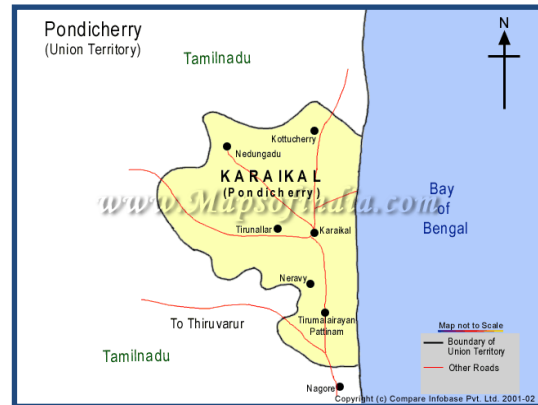 Pondicherry
(Union Territory)
Tamilnadu
N
Kottucherry
Nedungadu
KARAIKAL
(Pondicherry)
www.Mapsofindia.com
Bay
of
Bengal
Tirunallar
Karaikal
Neravy
Tirumalairayan
Pattinam
To Thiruvarur
Tamilnadu
Nagore
Map not to Scale
Boundary of
Union Territory
Other Roads
Copyright (c) Compare Infobase Pvt. Ltd. 2001-02